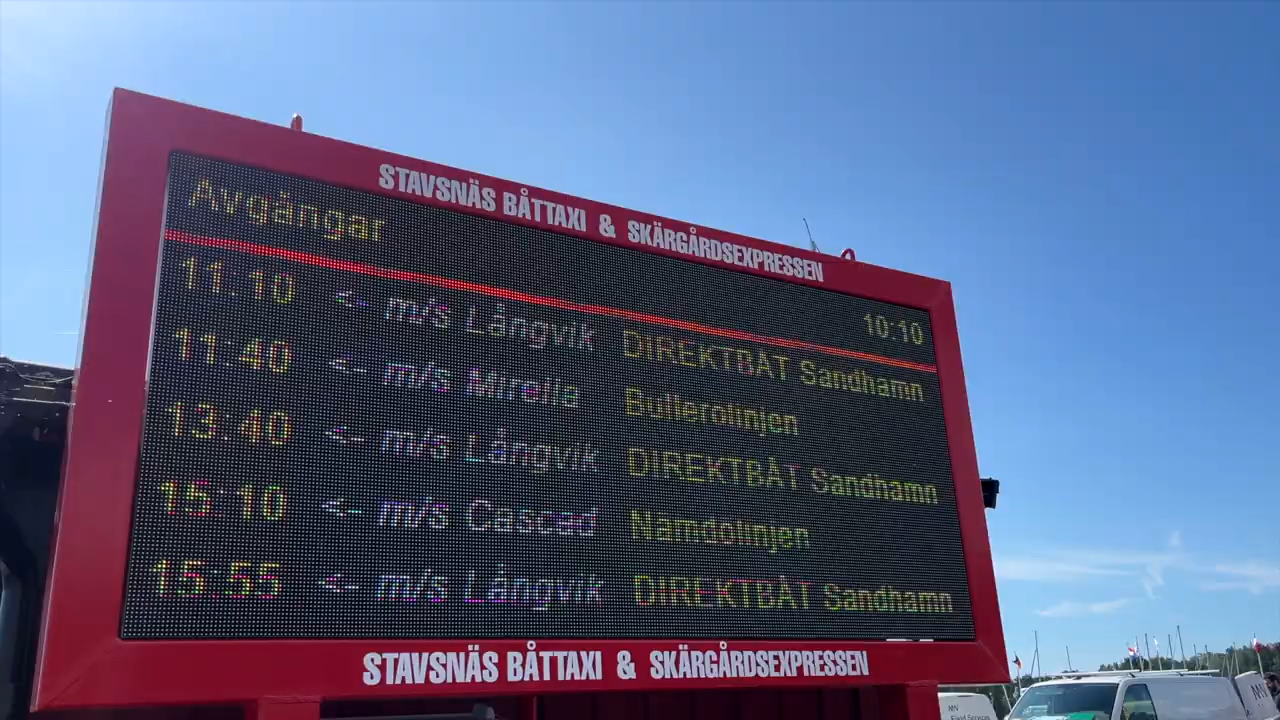 STAVSNÄS BÅTTAXI & SKÄRGÅRDSEXPRESSEN
Avgångar
10:10
11:10 <- m/s Långvik DIREKTBÅT Sandhamn
11:40 <- m/s Mirella Bullerölinjen
13:40 <- m/s Långvik DIREKTBÅT Sandhamn
15:10 <- m/s Casced Nämdölinjen
15:55 <- m/s Långvik DIREKTBÅT Sandhamn
STAVSNÄS BÅTTAXI & SKÄRGÅRDSEXPRESSEN